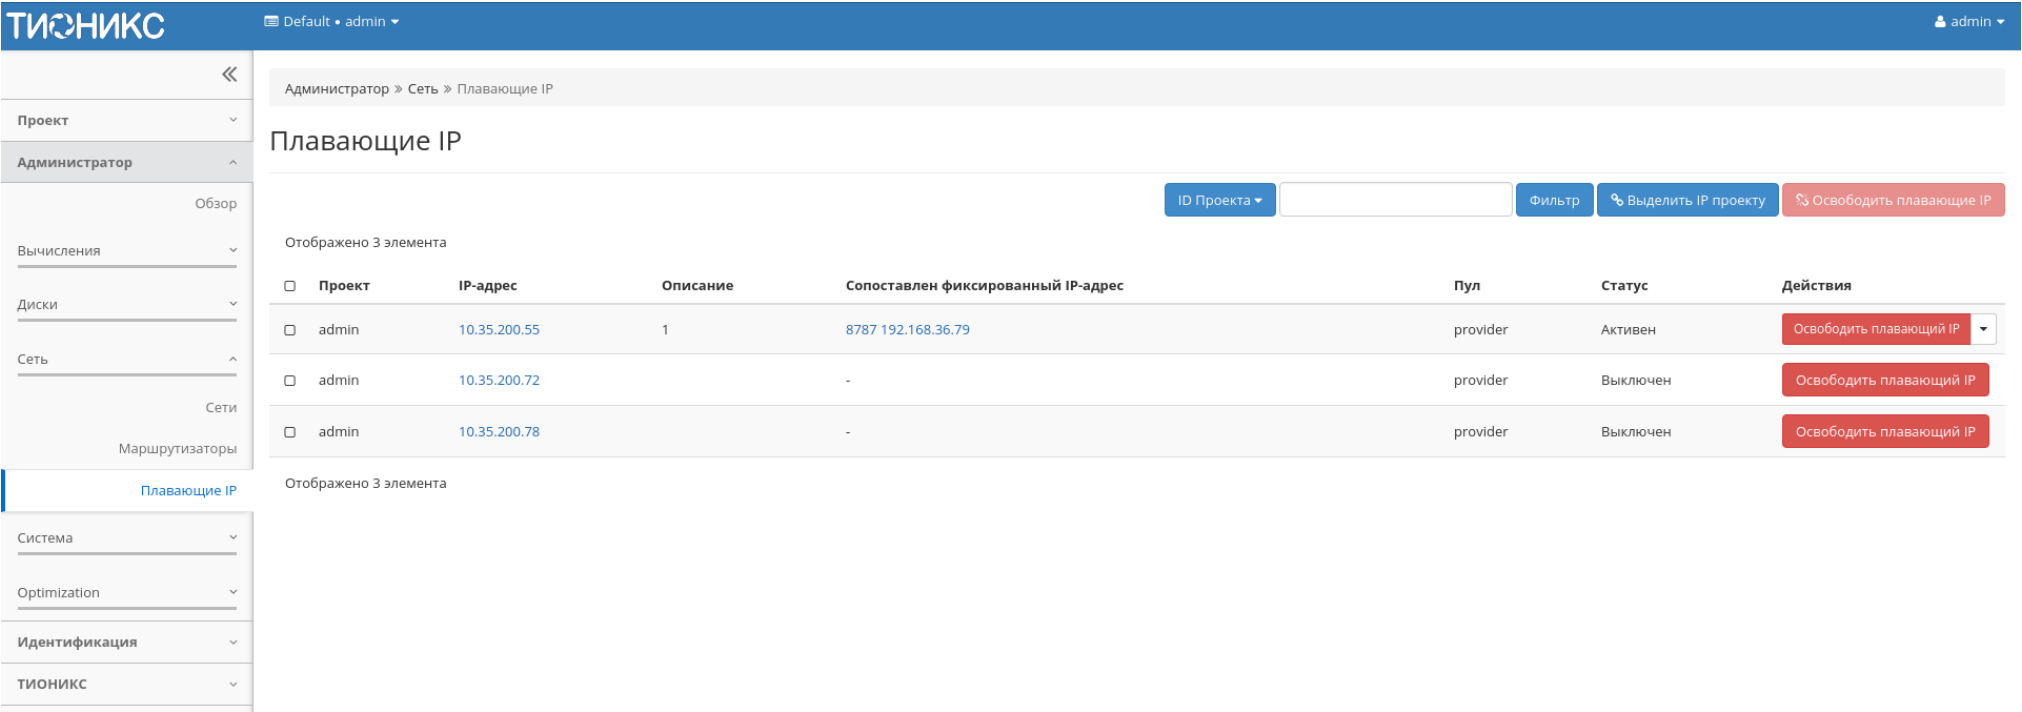 ТИОНИКС
Default • admin
admin
Администратор » Сеть » Плавающие IP
Проект
Администратор
Обзор
Вычисления
Диски
Сеть
Сети
Маршрутизаторы
Плавающие IP
Система
Optimization
Идентификация
ТИОНИКС
Плавающие IP
ID Проекта
Фильтр
Выделить IP проекту
Освободить плавающие IP
Отображено 3 элемента
Проект IP-адрес Описание Сопоставлен фиксированный IP-адрес Пул Статус Действия
admin 10.35.200.55 1 8787 192.168.36.79 provider Активен Освободить плавающий IP
admin 10.35.200.72 - provider Выключен Освободить плавающий IP
admin 10.35.200.78 - provider Выключен Освободить плавающий IP
Отображено 3 элемента